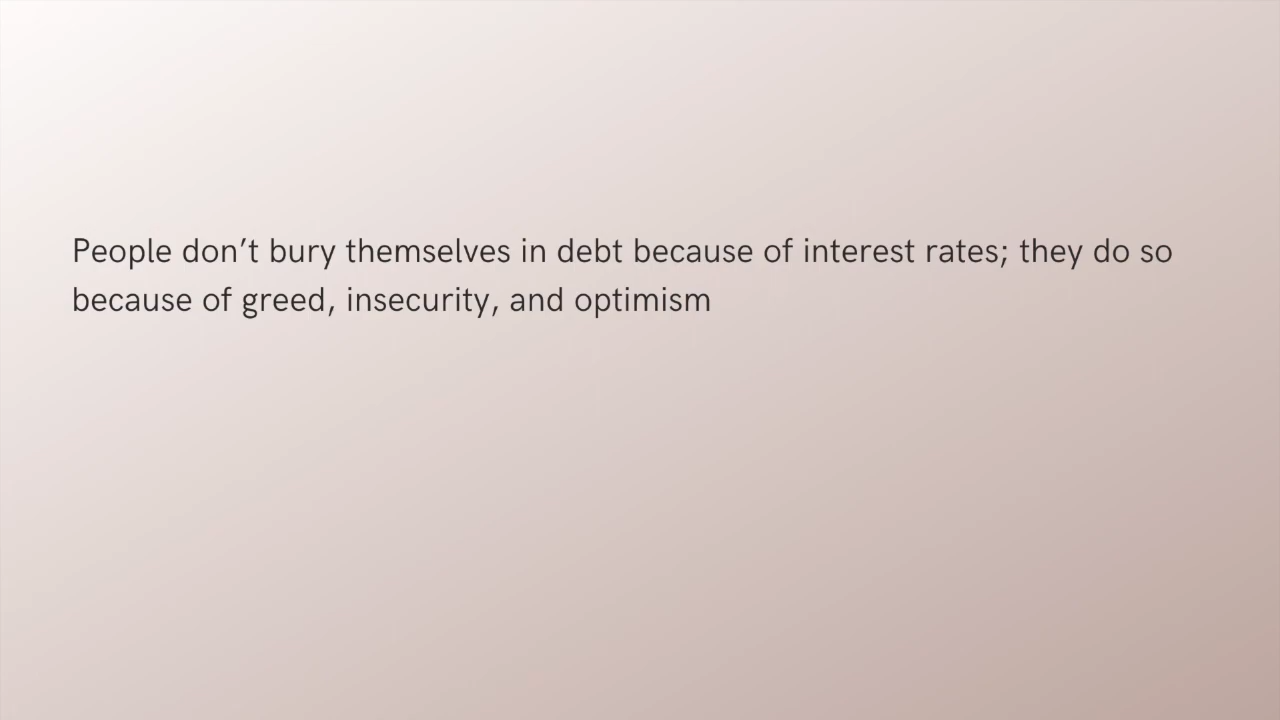 People don’t bury themselves in debt because of interest rates; they do so
because of greed, insecurity, and optimism